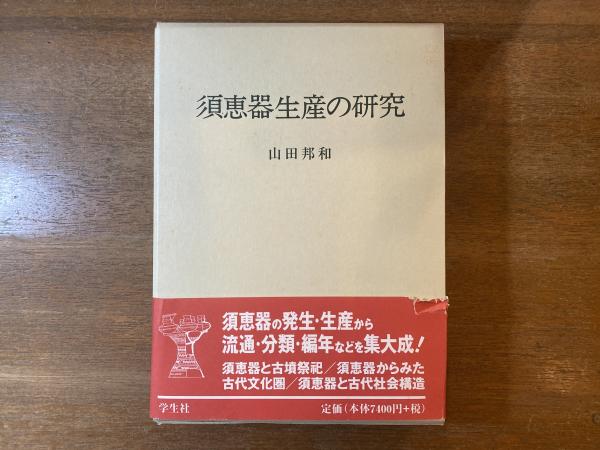 須恵器生産の研究
山田邦和
須恵器の発生・生産から
流通・分類・編年などを集大成!
須恵器と古墳祭祀/須恵器からみた
古代文化圏/須恵器と古代社会構造
学生社
定価(本体7400円+税)